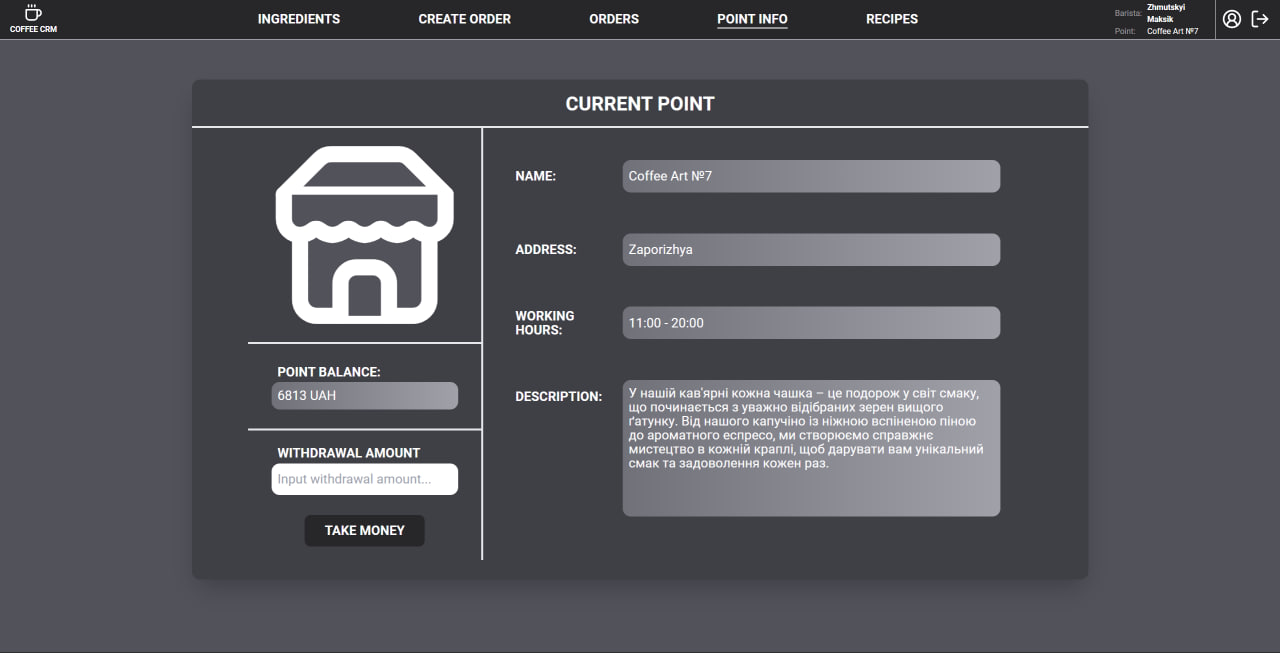 COFFEE CRM
INGREDIENTS
CREATE ORDER
ORDERS
POINT INFO
RECIPES
Barista: Zhmutskyi
Maksik
Point: Coffee Art №7
CURRENT POINT
POINT BALANCE:
6813 UAH
WITHDRAWAL AMOUNT
Input withdrawal amount...
TAKE MONEY
NAME: Coffee Art №7
ADDRESS: Zaporizhya
WORKING
HOURS: 11:00 - 20:00
DESCRIPTION: У нашій кав'ярні кожна чашка – це подорож у світ смаку,
що починається з уважно відібраних зерен вищого
ґатунку. Від нашого капучіно із ніжною вспіненою піною
до ароматного еспресо, ми створюємо справжнє
мистецтво в кожній краплі, щоб дарувати вам унікальний
смак та задоволення кожен раз.